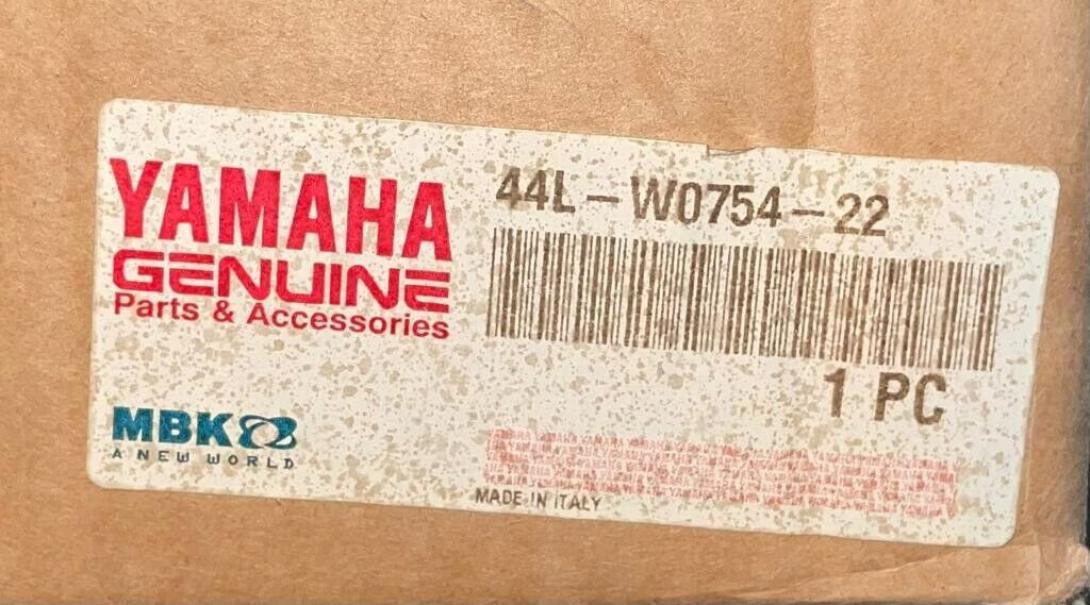 YAMAHA
GENUINE
Parts & Accessories
MBK
A NEW WORLD
44L-W0754-22
1 PC
MADE IN ITALY